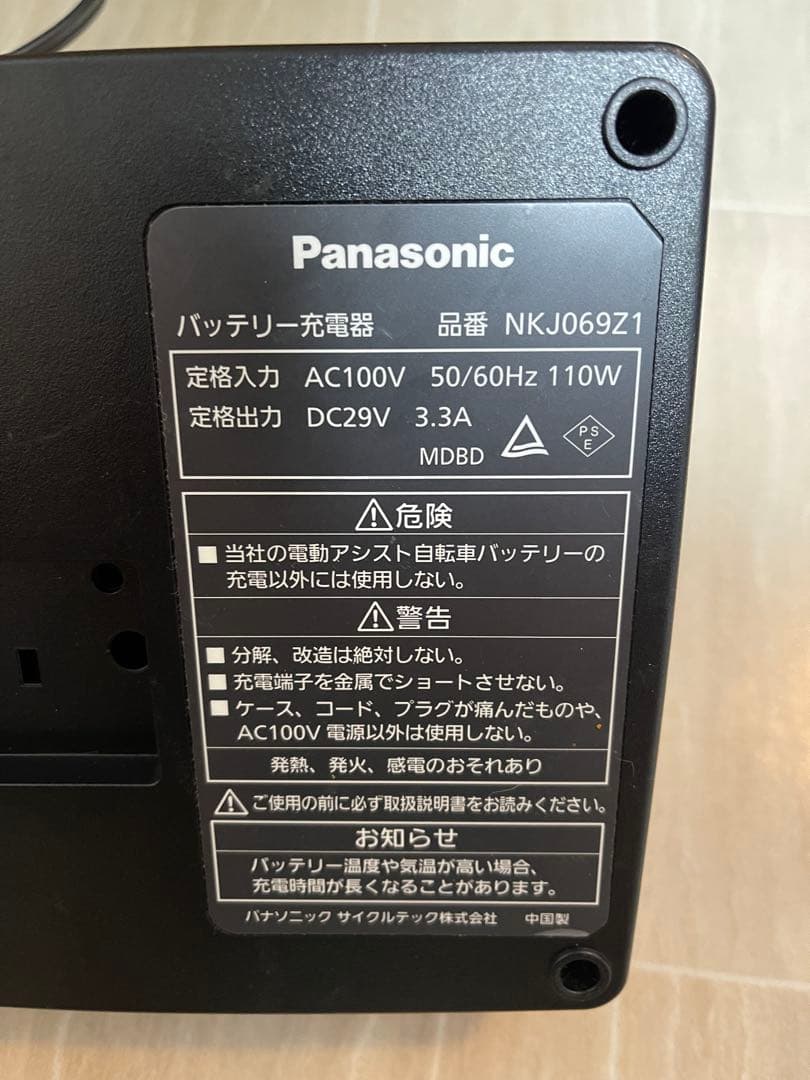 Panasonic
バッテリー充電器 品番 NKJ069Z1
定格入力 AC100V 50/60Hz 110W
定格出力 DC29V 3.3A
MDBD
PS
E
危険
■ 当社の電動アシスト自転車バッテリーの
充電以外には使用しない。
警告
■ 分解、改造は絶対しない。
■ 充電端子を金属でショートさせない。
■ ケース、コード、プラグが痛んだものや、
AC100V 電源以外は使用しない。
発熱、発火、感電のおそれあり
ご使用の前に必ず取扱説明書をお読みください。
お知らせ
バッテリー温度や気温が高い場合、
充電時間が長くなることがあります。
パナソニック サイクルテック株式会社 中国製